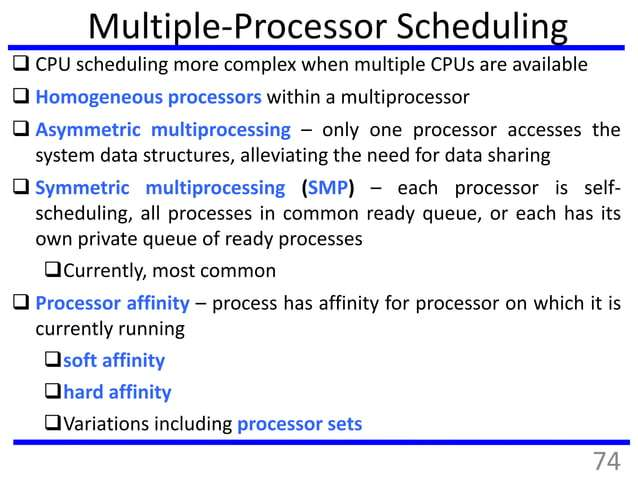 Multiple-Processor Scheduling
CPU scheduling more complex when multiple CPUs are available
Homogeneous processors within a multiprocessor
Asymmetric multiprocessing – only one processor accesses the
system data structures, alleviating the need for data sharing
Symmetric multiprocessing (SMP) – each processor is self-
scheduling, all processes in common ready queue, or each has its
own private queue of ready processes
Currently, most common
Processor affinity – process has affinity for processor on which it is
currently running
soft affinity
hard affinity
Variations including processor sets
74